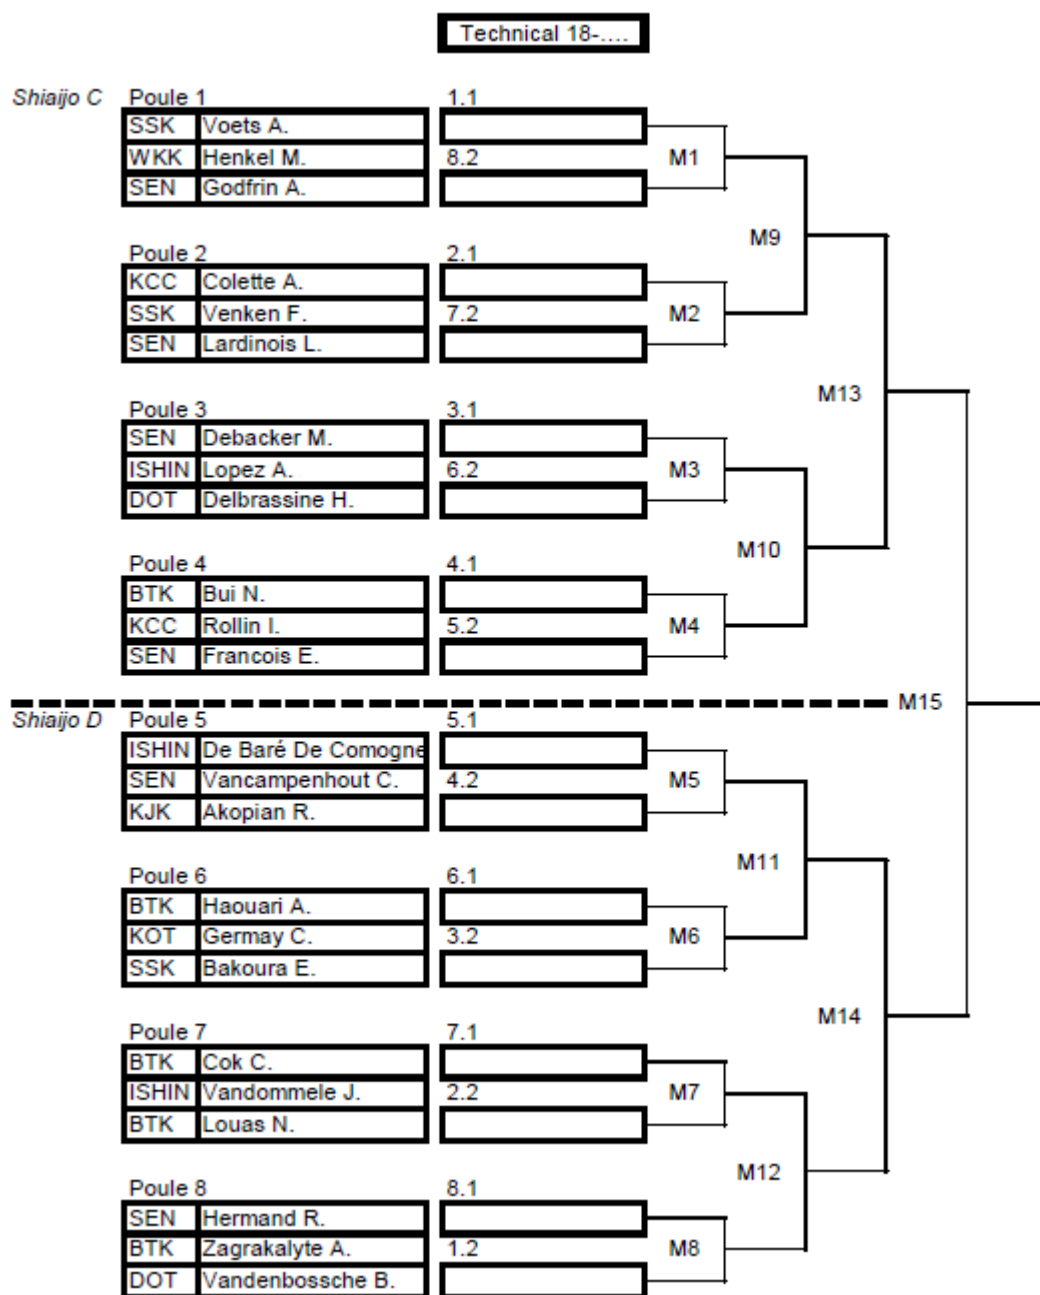 Technical 18-....
Shiaijo C Poule 1 1.1
SSK Voets A.
WKK Henkel M. 8.2 M1
SEN Godfrin A.
M9
Poule 2 2.1
KCC Colette A.
SSK Venken F. 7.2 M2
SEN Lardinois L.
M13
Poule 3 3.1
SEN Debacker M.
ISHIN Lopez A. 6.2 M3
DOT Delbrassine H.
M10
Poule 4 4.1
BTK Bui N.
KCC Rollin I. 5.2 M4
SEN Francois E.
M15
Shiaijo D Poule 5 5.1
ISHIN De Baré De Comogne
SEN Vancampenhout C. 4.2 M5
KJK Akopian R.
M11
Poule 6 6.1
BTK Haouari A.
KOT Germay C. 3.2 M6
SSK Bakoura E.
M14
Poule 7 7.1
BTK Cok C.
ISHIN Vandommele J. 2.2 M7
BTK Louas N.
M12
Poule 8 8.1
SEN Hermand R.
BTK Zagrakalyte A. 1.2 M8
DOT Vandenbossche B.